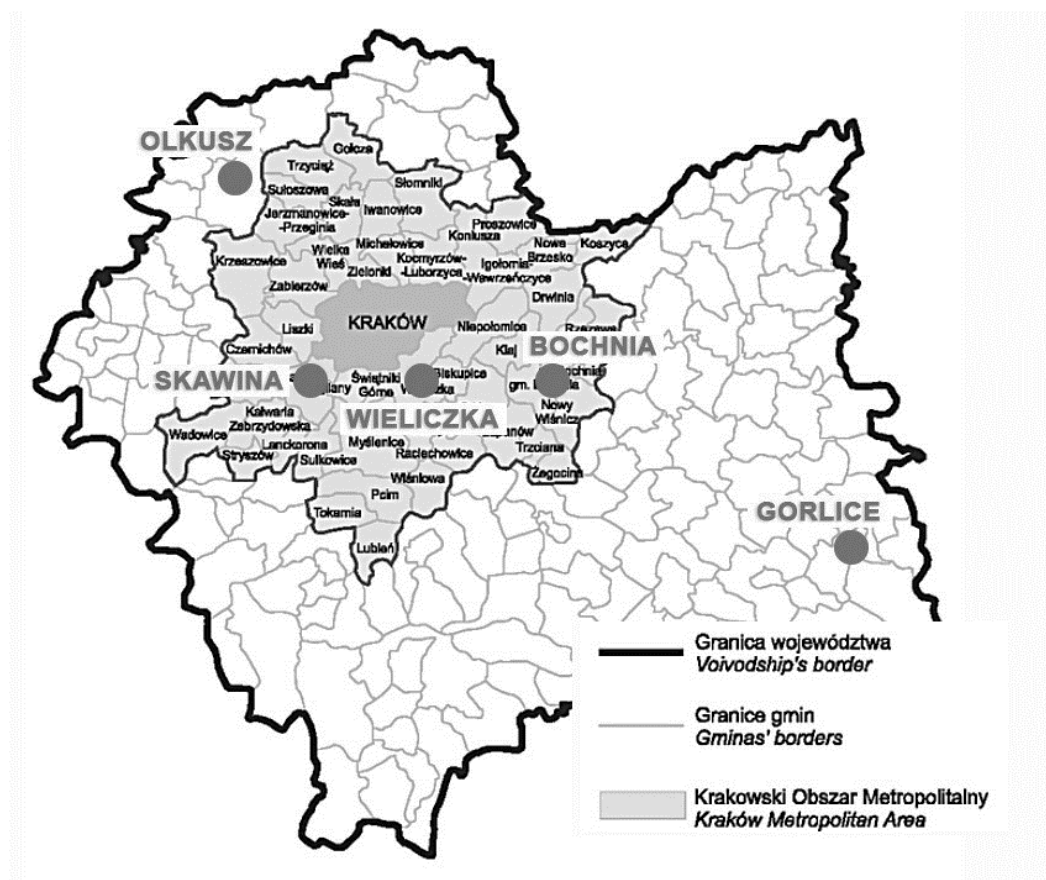 OLKUSZ
Gołcza
Trzyciąż
Słomniki
Sułoszowa
Skała
Iwanowice
Jerzmanowice-
-Przeginia
Proszowice
Koniusza
Michałowice
Nowe
Brzesko
Koszyce
Wielka
Wieś
Krzeszowice
Kocmyrzów-
-Luborzyca
Igołomia-
-Wawrzeńczyce
Zielonki
Zabierzów
Drwinia
KRAKÓW
Liszki
Niepołomice
Rzezawa
Czernichów
Kłaj
BOCHNIA
SKAWINA
Świątniki
Górne
Biskupice
gm.
WIELICZKA
Nowy
Wiśnicz
Kalwaria
Zebrzydowska
Wadowice
Lanckorona
Myślenice
Trzciana
Stryszów
Sułkowice
Raciechowice
Żegocina
Wiśniowa
Pcim
Tokarnia
GORLICE
Lubień
Granica województwa
Voivodship's border
Granice gmin
Gminas' borders
Krakowski Obszar Metropolitalny
Kraków Metropolitan Area